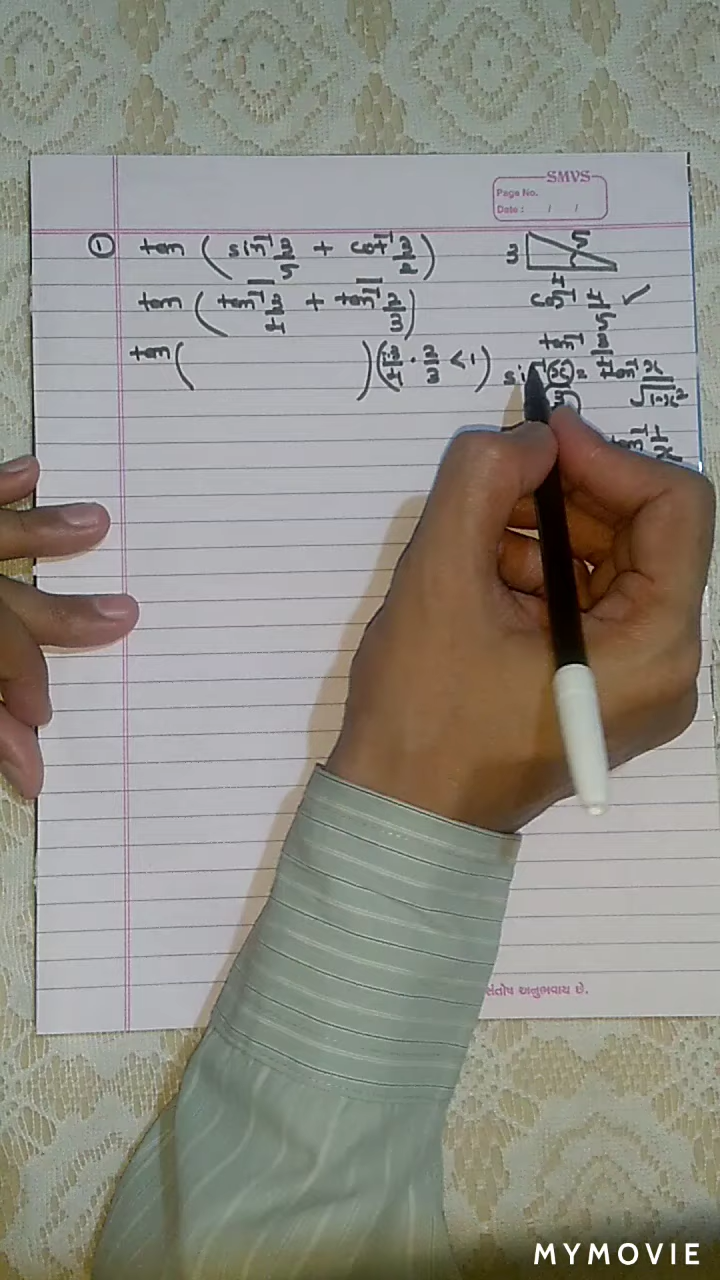 SMVS
Page No.
Date : / /
① tan (sin⁻¹ 3/5 + cot⁻¹ 3/2)
3 5
4
tan (tan⁻¹ 3/4 + tan⁻¹ 2/3)
cos⁻¹ 4/5 ✓
tan⁻¹ 3/4
tan ( ) (3/4 · 2/3 < 1)
x = tan⁻¹ x/√1-x²
1/x
સંતોષ અનુભવાય છે.
MYMOVIE